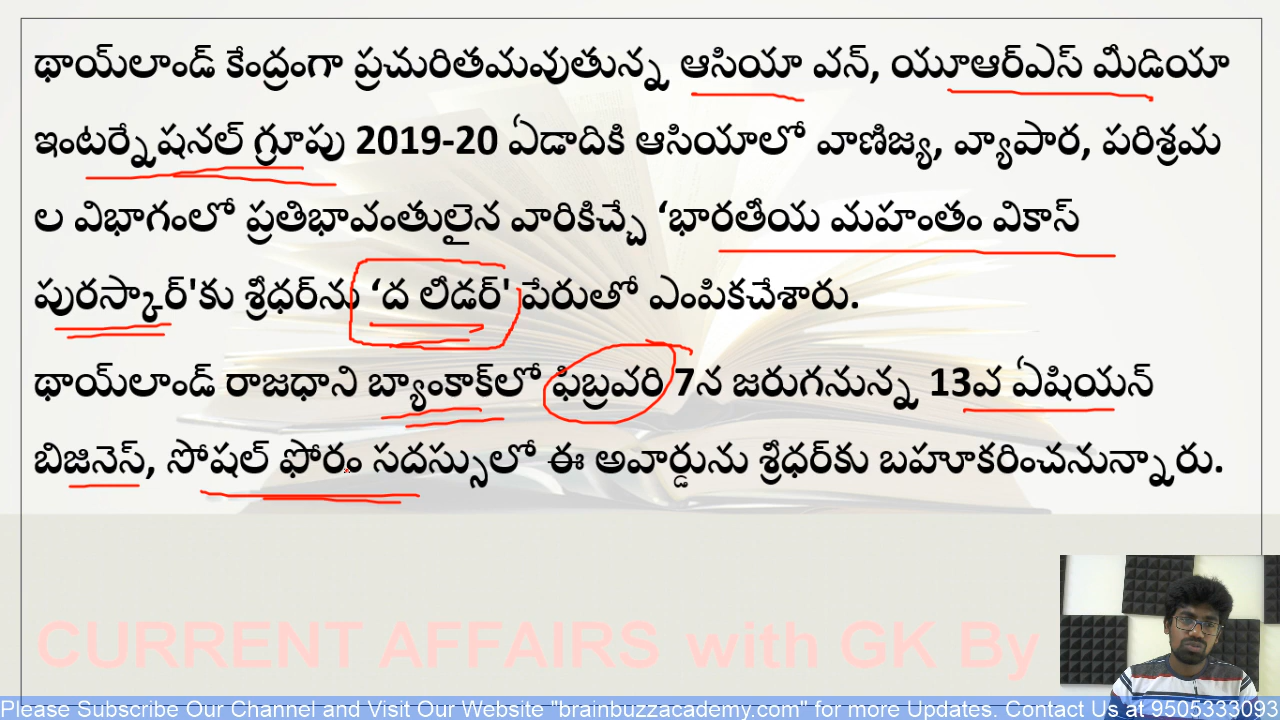 థాయ్‌లాండ్ కేంద్రంగా ప్రచురితమవుతున్న ఆసియా వన్, యూఆర్ఎస్ మీడియా
ఇంటర్నేషనల్ గ్రూపు 2019-20 ఏడాదికి ఆసియాలో వాణిజ్య, వ్యాపార, పరిశ్రమ
ల విభాగంలో ప్రతిభావంతులైన వారికిచ్చే ‘భారతీయ మహంతం వికాస్
పురస్కార్'కు శ్రీధర్‌ను ‘ద లీడర్' పేరుతో ఎంపికచేశారు.
థాయ్‌లాండ్ రాజధాని బ్యాంకాక్‌లో ఫిబ్రవరి 7న జరుగనున్న 13వ ఏషియన్
బిజినెస్, సోషల్ ఫోరం సదస్సులో ఈ అవార్డును శ్రీధర్‌కు బహూకరించనున్నారు.
CURRENT AFFAIRS with GK By
Please Subscribe Our Channel and Visit Our Website "brainbuzzacademy.com" for more Updates. Contact Us at 9505333093